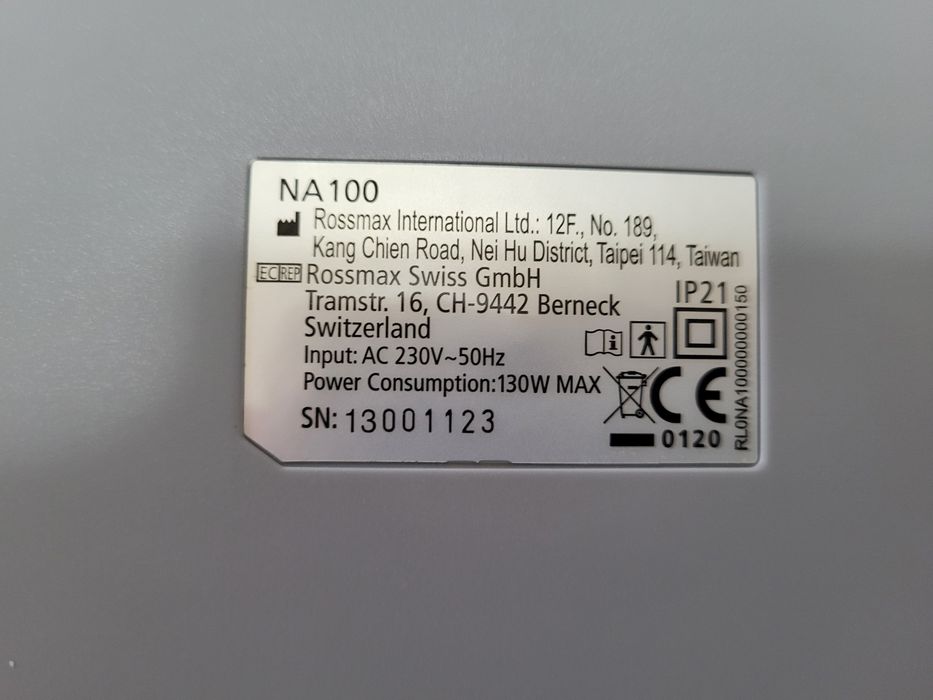 NA100
Rossmax International Ltd.: 12F., No. 189,
Kang Chien Road, Nei Hu District, Taipei 114, Taiwan
EC REP Rossmax Swiss GmbH
Tramstr. 16, CH-9442 Berneck
Switzerland
Input: AC 230V~50Hz
Power Consumption:130W MAX
SN: 13001123
IP21
CE
0120
RL0NA1000000000150